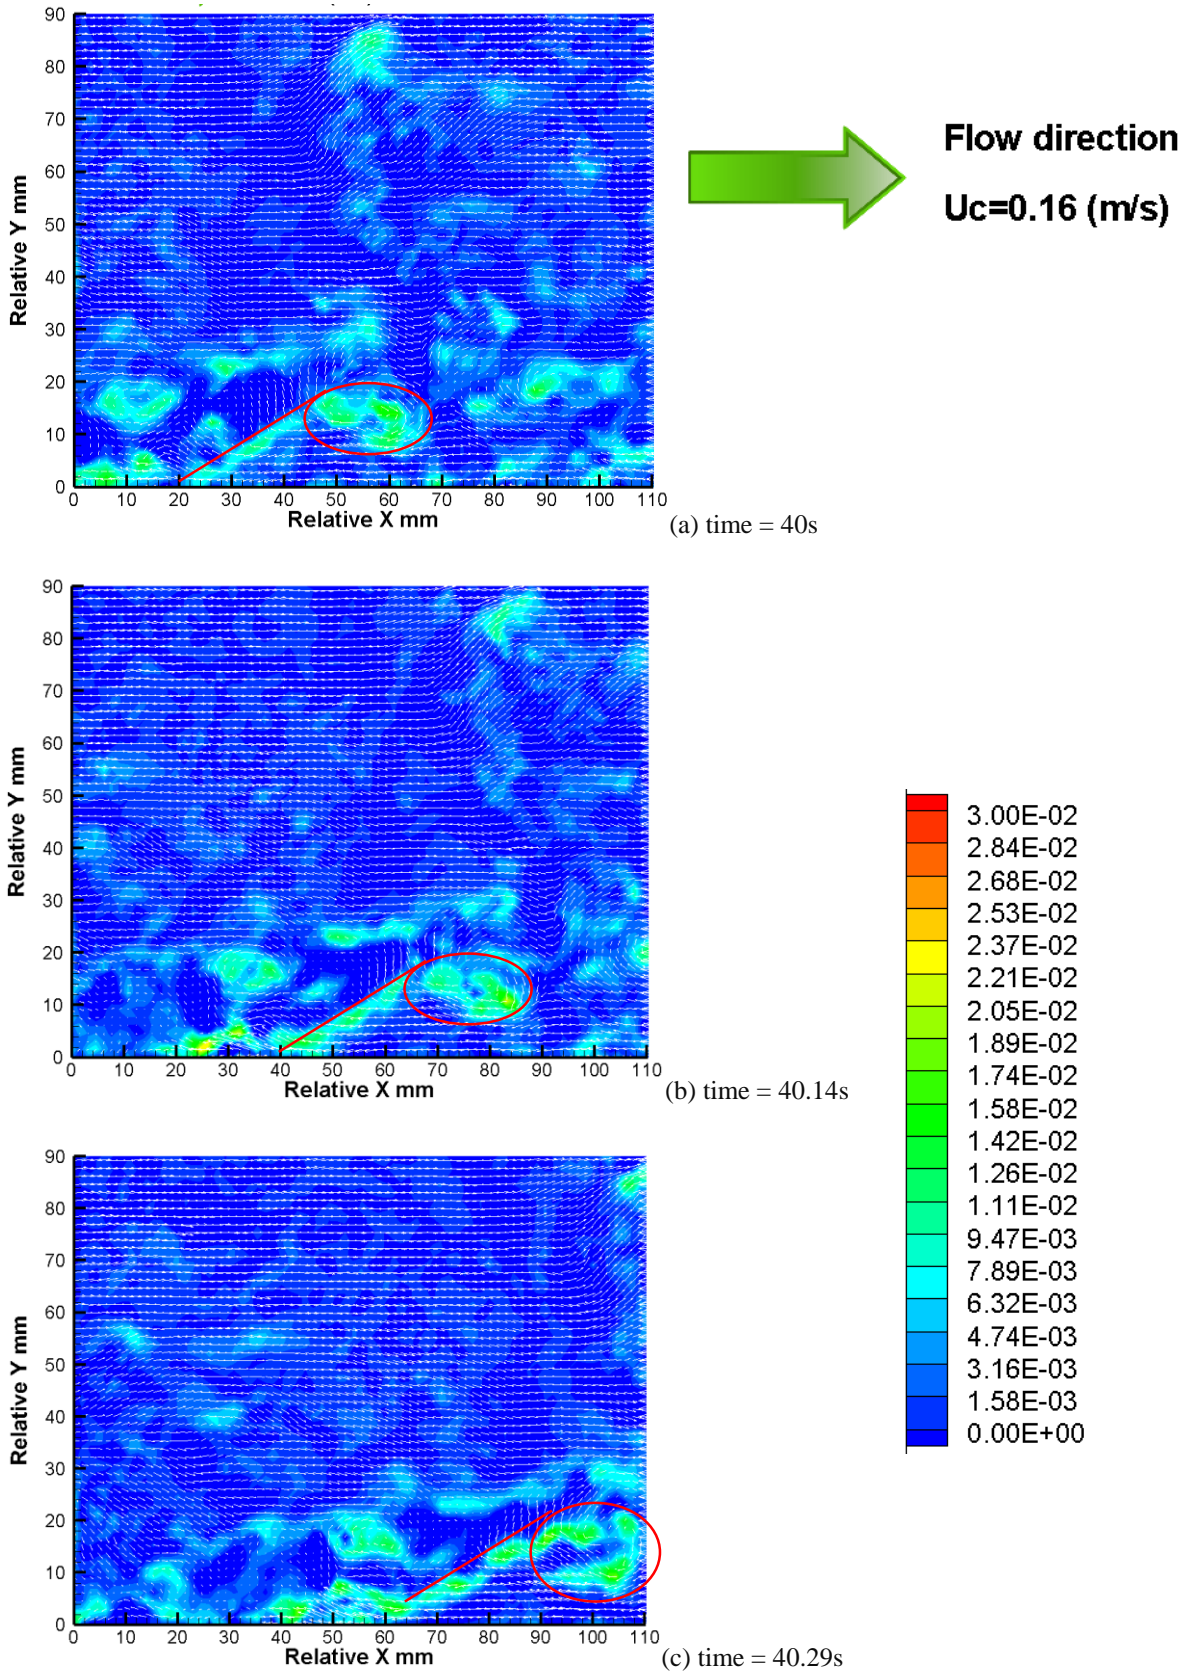 90
80
70
60
50
40
30
20
10
0
Relative Y mm
0 10 20 30 40 50 60 70 80 90 100 110
Relative X mm
(a) time = 40s
Flow direction
Uc=0.16 (m/s)
90
80
70
60
50
40
30
20
10
0
Relative Y mm
0 10 20 30 40 50 60 70 80 90 100 110
Relative X mm
(b) time = 40.14s
3.00E-02
2.84E-02
2.68E-02
2.53E-02
2.37E-02
2.21E-02
2.05E-02
1.89E-02
1.74E-02
1.58E-02
1.42E-02
1.26E-02
1.11E-02
9.47E-03
7.89E-03
6.32E-03
4.74E-03
3.16E-03
1.58E-03
0.00E+00
90
80
70
60
50
40
30
20
10
0
Relative Y mm
0 10 20 30 40 50 60 70 80 90 100 110
Relative X mm
(c) time = 40.29s